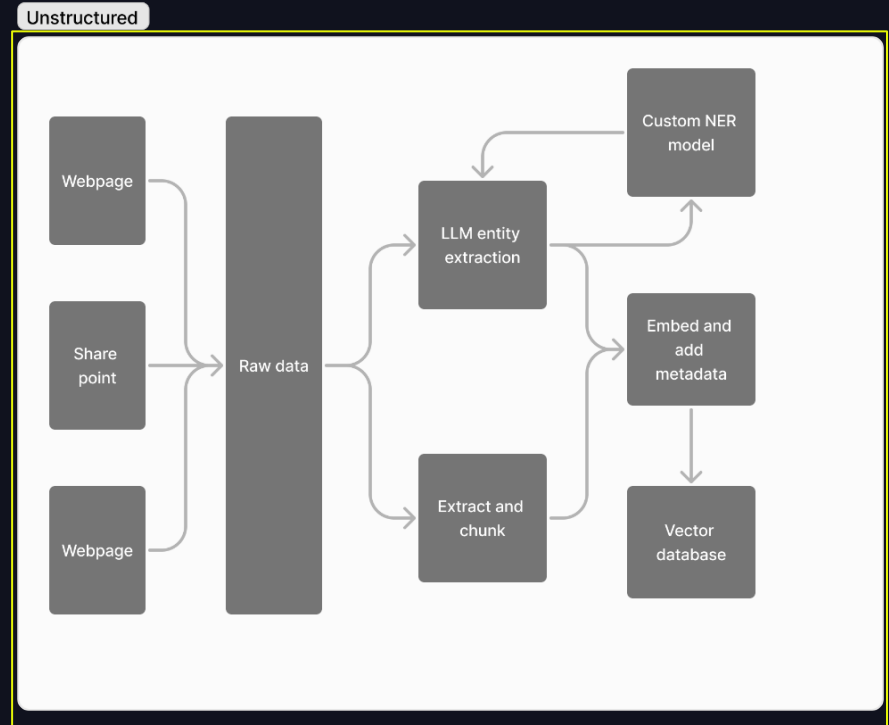 Unstructured
Webpage
Share
point
Webpage
Raw data
LLM entity
extraction
Extract and
chunk
Custom NER
model
Embed and
add
metadata
Vector
database